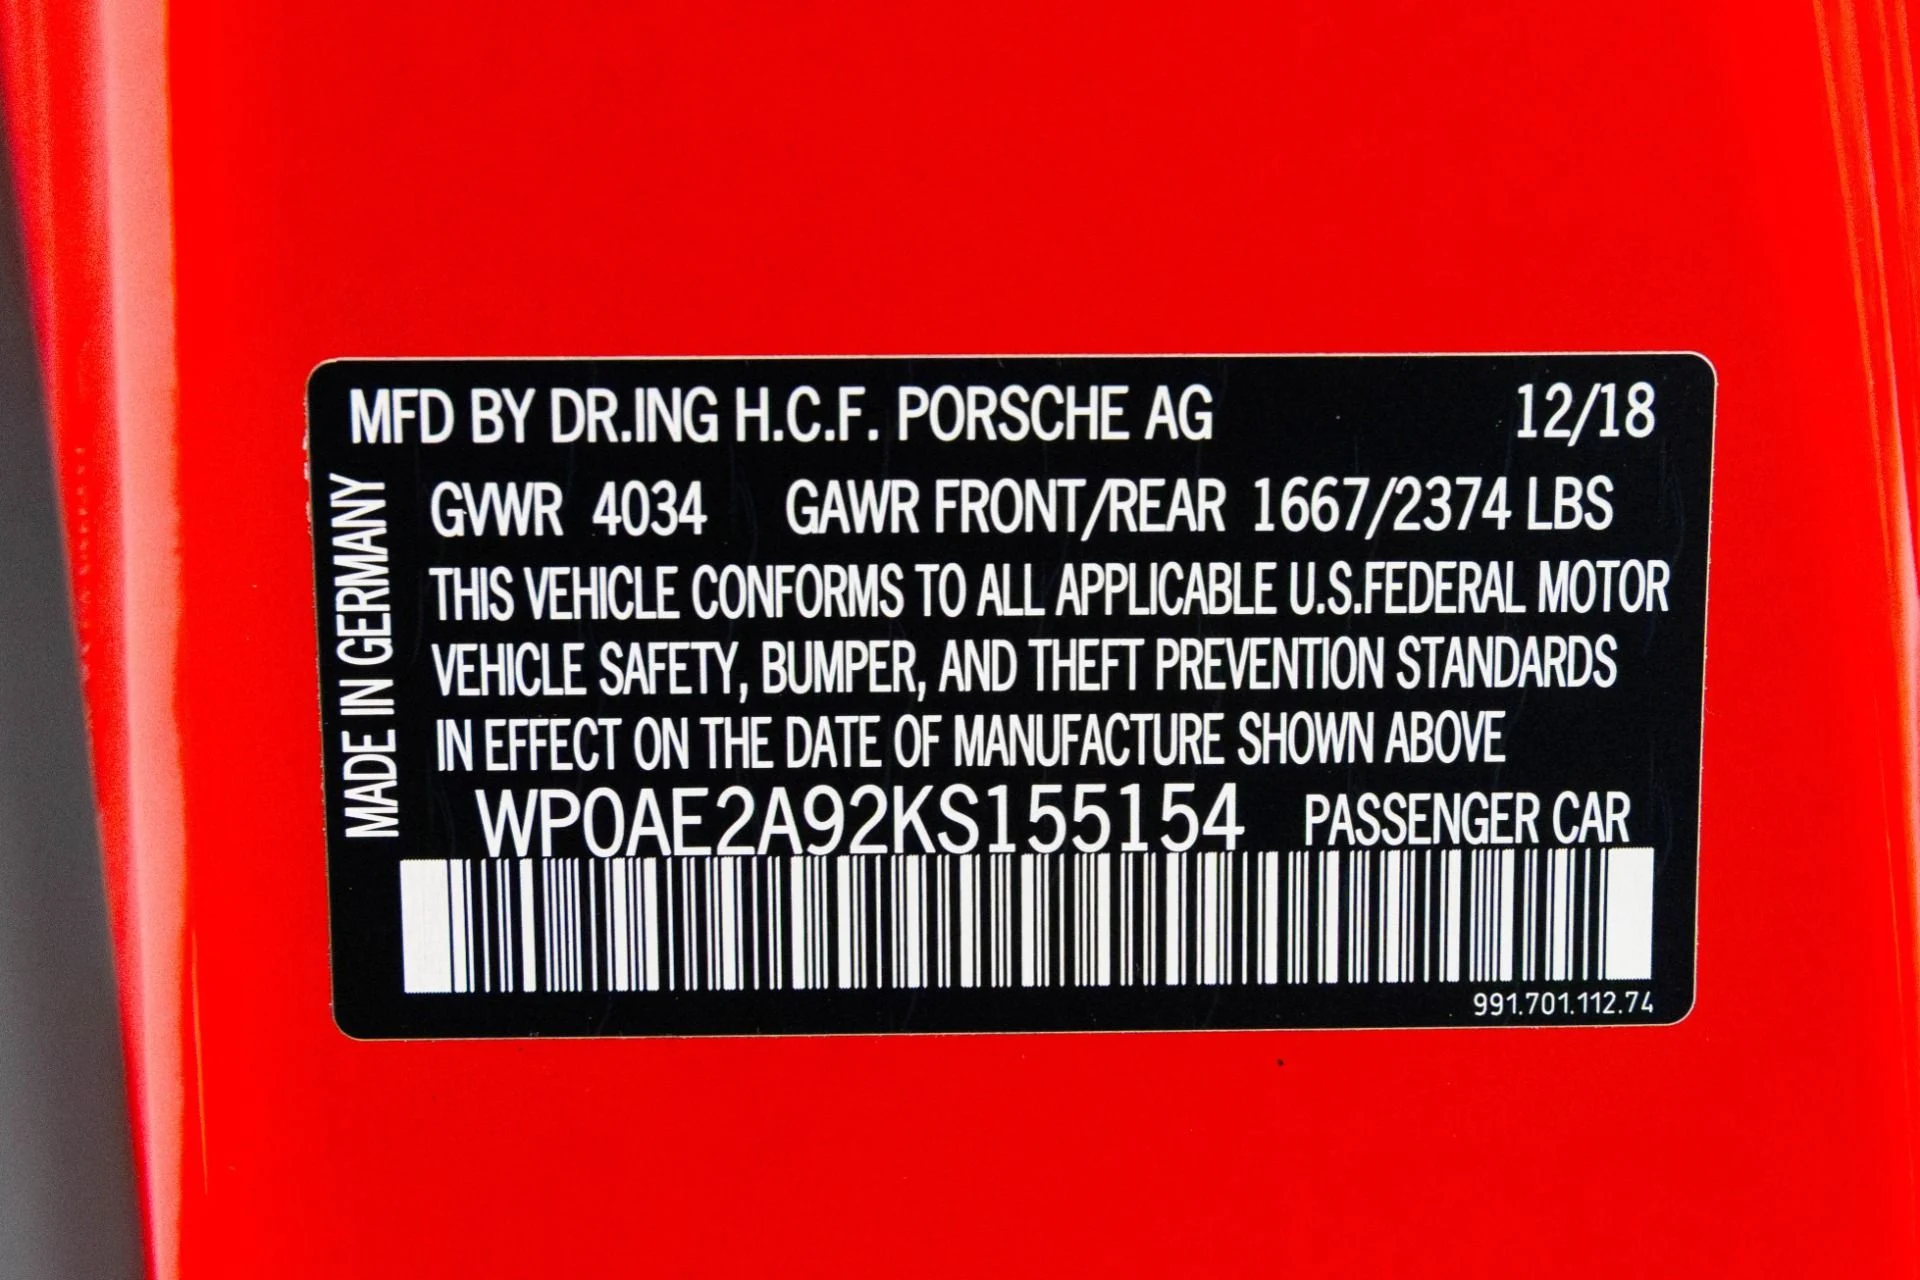 MFD BY DR.ING H.C.F. PORSCHE AG 12/18
GVWR 4034 GAWR FRONT/REAR 1667/2374 LBS
THIS VEHICLE CONFORMS TO ALL APPLICABLE U.S.FEDERAL MOTOR
VEHICLE SAFETY, BUMPER, AND THEFT PREVENTION STANDARDS
IN EFFECT ON THE DATE OF MANUFACTURE SHOWN ABOVE
WP0AE2A92KS155154 PASSENGER CAR
991.701.112.74
MADE IN GERMANY